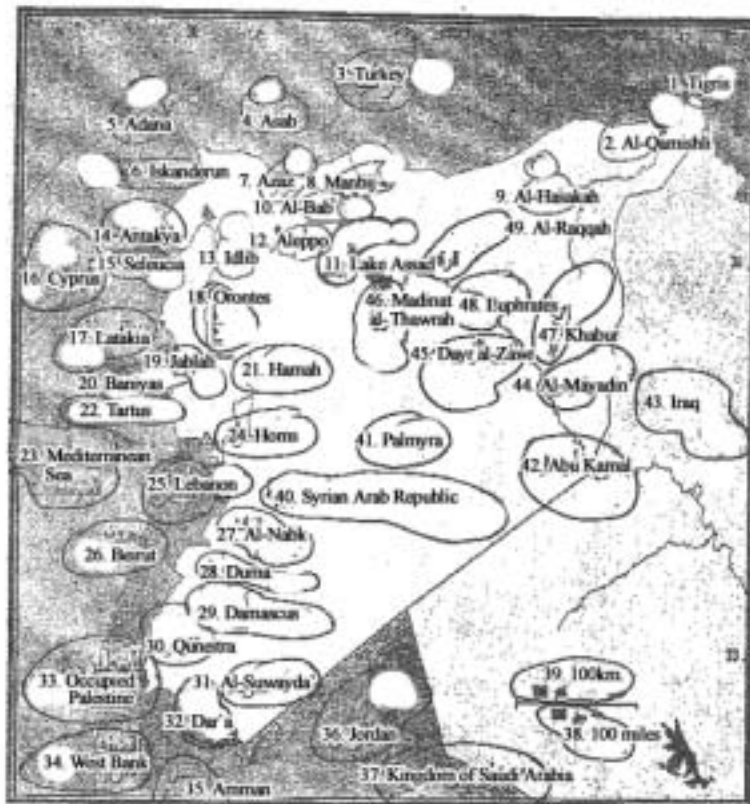 3. Turkey
1. Tigris
5. Adana
4. Asab
2. Al-Qamishli
6. Iskanderun
7. Azaz
8. Manbij
9. Al-Hasakah
10. Al-Bab
49. Al-Raqqah
14. Antakya
12. Aleppo
13. Idlib
11. Lake Assad
15. Seleucia
16. Cyprus
18. Orontes
46. Madinat
al-Thawrah
48. Euphrates
17. Latakia
47. Khabur
19. Jablah
45. Dayr al-Zawr
21. Hamah
20. Baniyas
44. Al-Mayadin
22. Tartus
43. Iraq
24. Homs
41. Palmyra
23. Mediterranean
Sea
42. Abu Kamal
25. Lebanon
40. Syrian Arab Republic
27. Al-Nabk
26. Beirut
28. Duma
29. Damascus
30. Qunestra
33. Occupied
Palestine
31. Al-Suwayda'
39. 100km.
32. Dar'a
36. Jordan
38. 100 miles
34. West Bank
37. Kingdom of Saudi Arabia
35. Amman
33